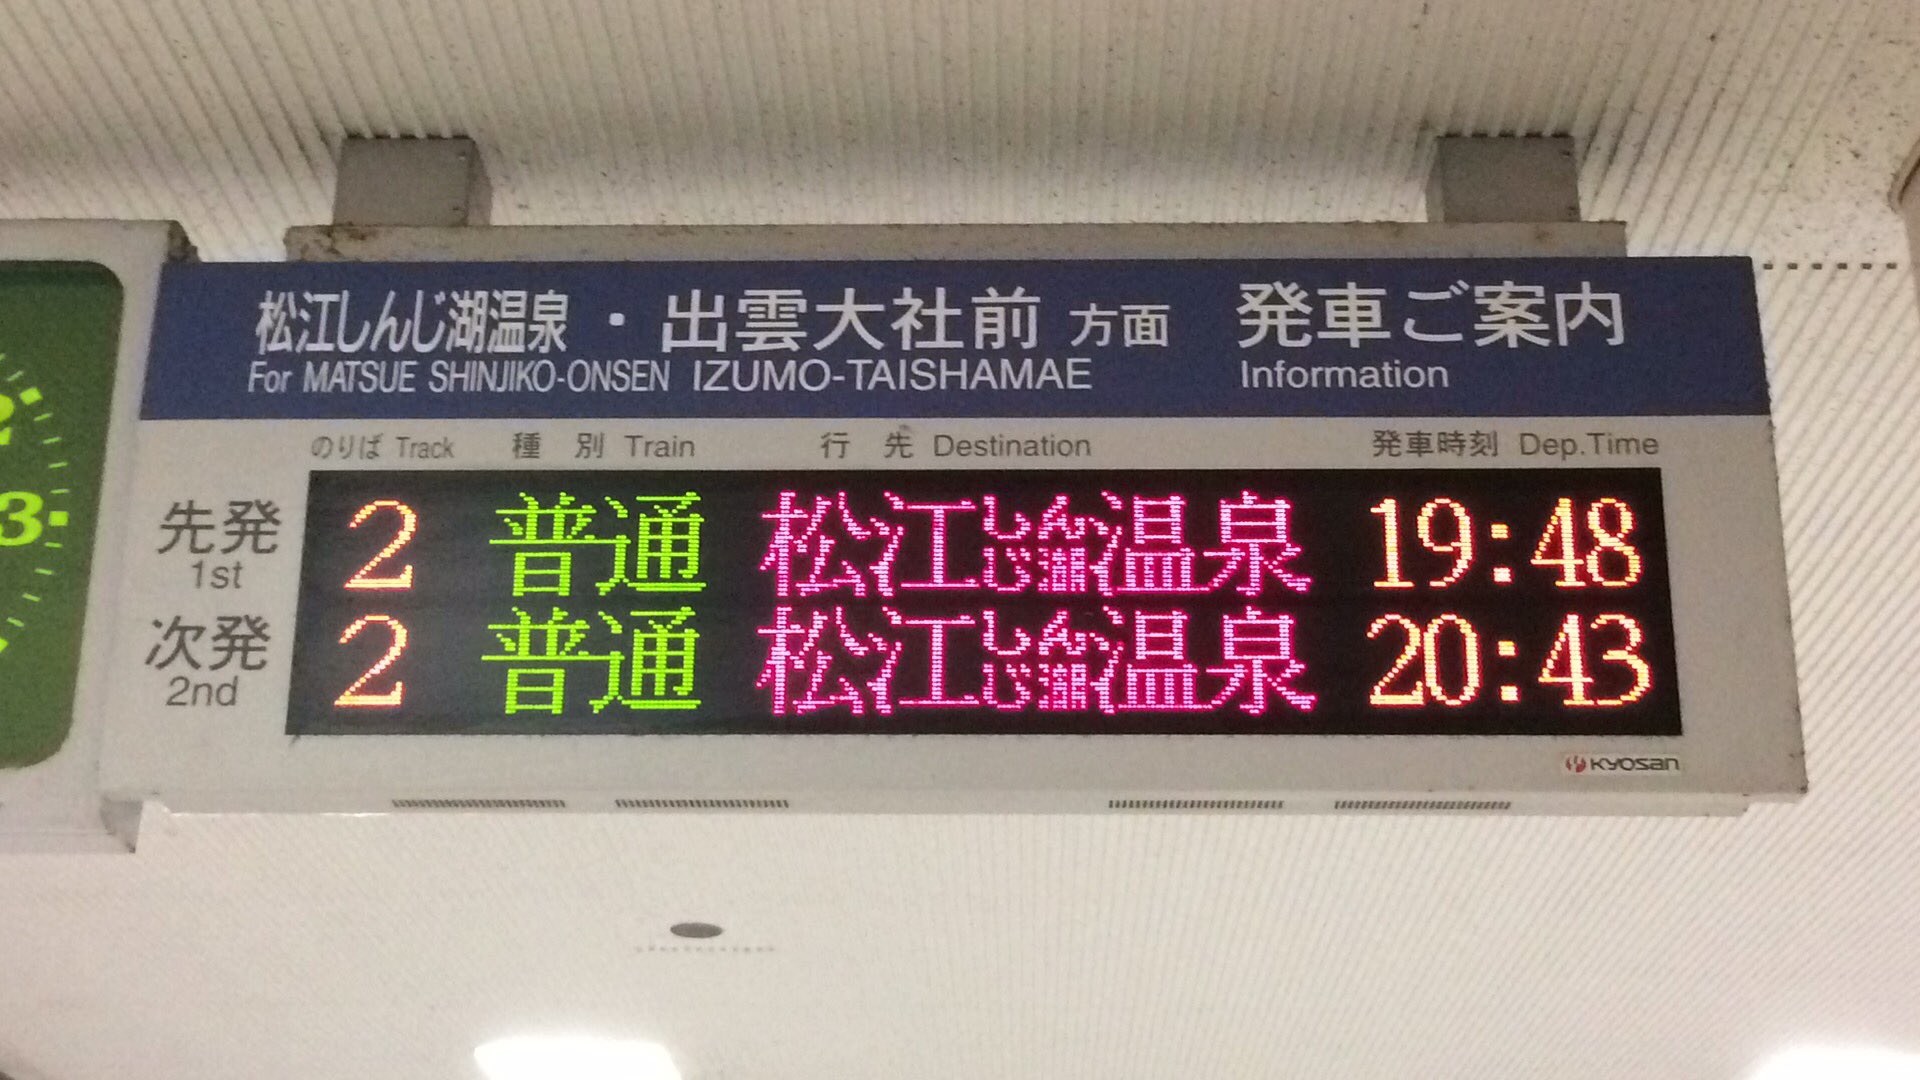 松江しんじ湖温泉・出雲大社前 方面 発車ご案内
For MATSUE SHINJIKO-ONSEN IZUMO-TAISHAMAE Information
のりば Track 種別 Train 行先 Destination 発車時刻 Dep.Time
先発 2 普通 松江しんじ湖温泉 19:48
1st
次発 2 普通 松江しんじ湖温泉 20:43
2nd
KYOSAN
2
3